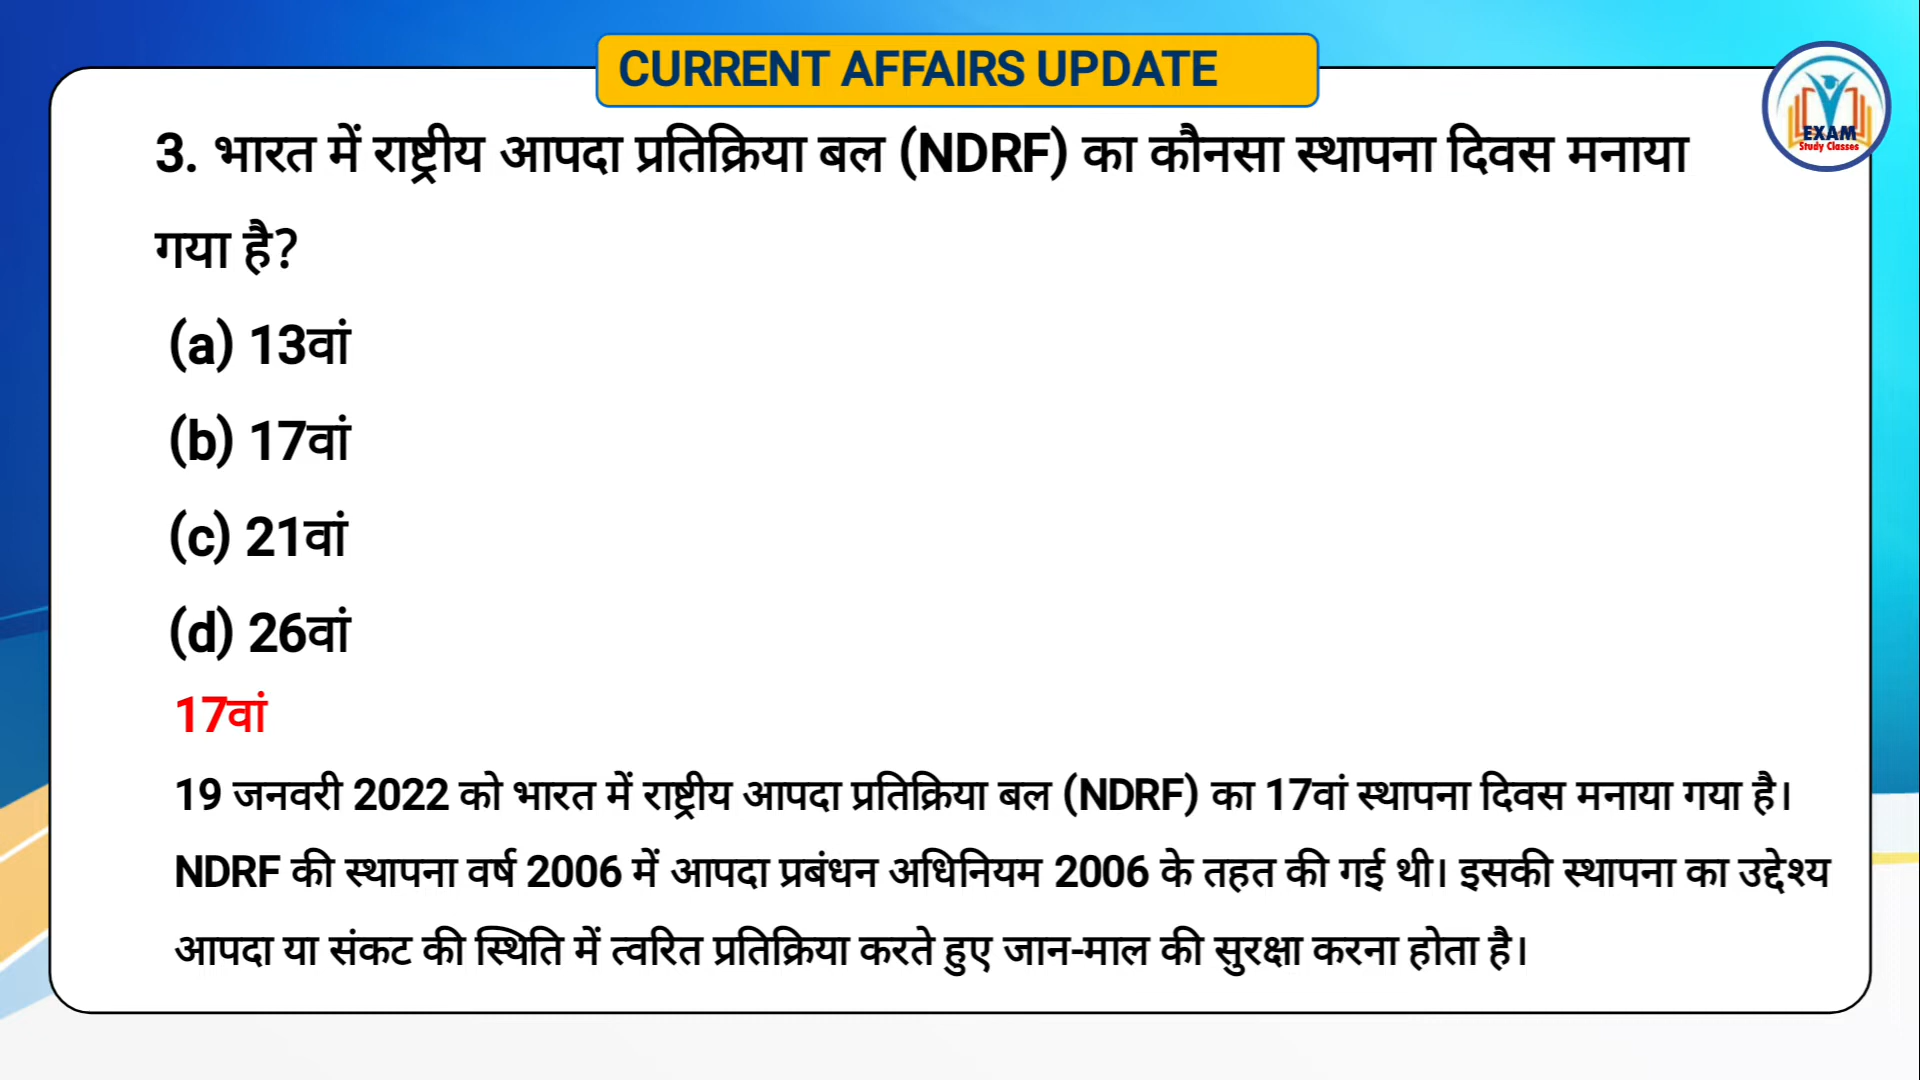 CURRENT AFFAIRS UPDATE
EXAM
Study Classes
3. भारत में राष्ट्रीय आपदा प्रतिक्रिया बल (NDRF) का कौनसा स्थापना दिवस मनाया
गया है?
(a) 13वां
(b) 17वां
(c) 21वां
(d) 26वां
17वां
19 जनवरी 2022 को भारत में राष्ट्रीय आपदा प्रतिक्रिया बल (NDRF) का 17वां स्थापना दिवस मनाया गया है।
NDRF की स्थापना वर्ष 2006 में आपदा प्रबंधन अधिनियम 2006 के तहत की गई थी। इसकी स्थापना का उद्देश्य
आपदा या संकट की स्थिति में त्वरित प्रतिक्रिया करते हुए जान-माल की सुरक्षा करना होता है।